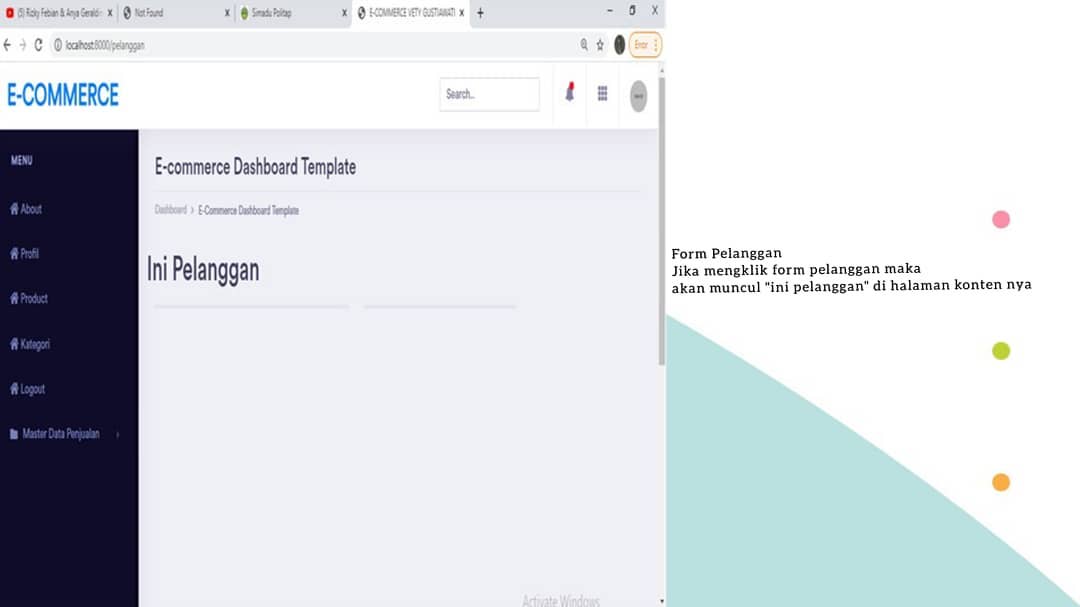 (5) Rizky Febian & Anya Geraldin
Not Found
Simadu Politap
E-COMMERCE VETY GUSTIAWATI
localhost:8000/pelanggan
Error
E-COMMERCE
Search...
MENU
About
Profil
Product
Kategori
Logout
Master Data Penjualan
E-commerce Dashboard Template
Dashboard › E-Commerce Dashboard Template
Ini Pelanggan
Activate Windows
Form Pelanggan
Jika mengklik form pelanggan maka
akan muncul "ini pelanggan" di halaman konten nya